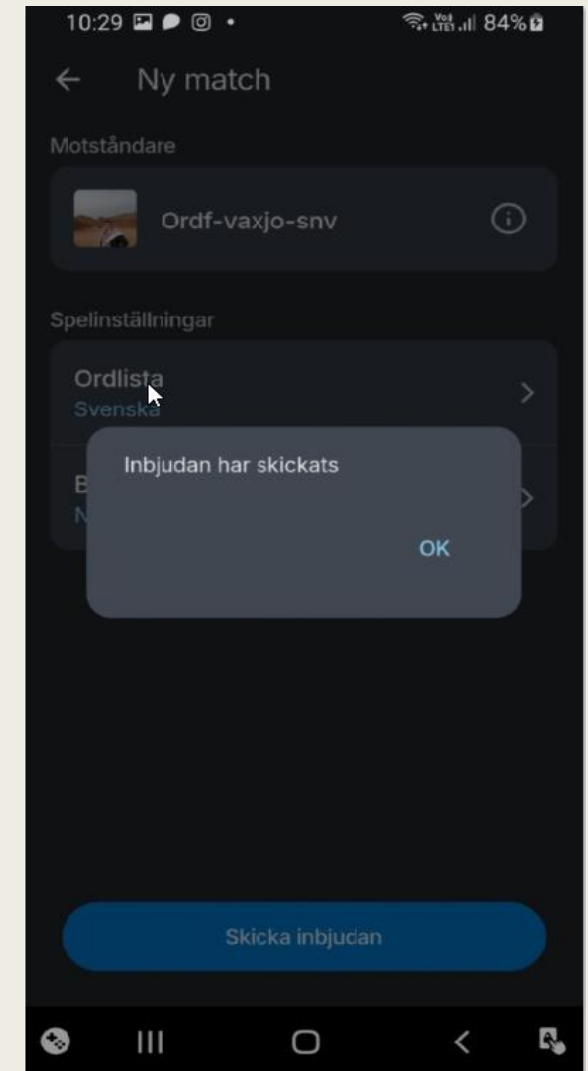 10:29 84%
Ny match
Motståndare
Ordf-vaxjo-snv
Spelinställningar
Ordlista
Svenska
Inbjudan har skickats
B
N
OK
Skicka inbjudan